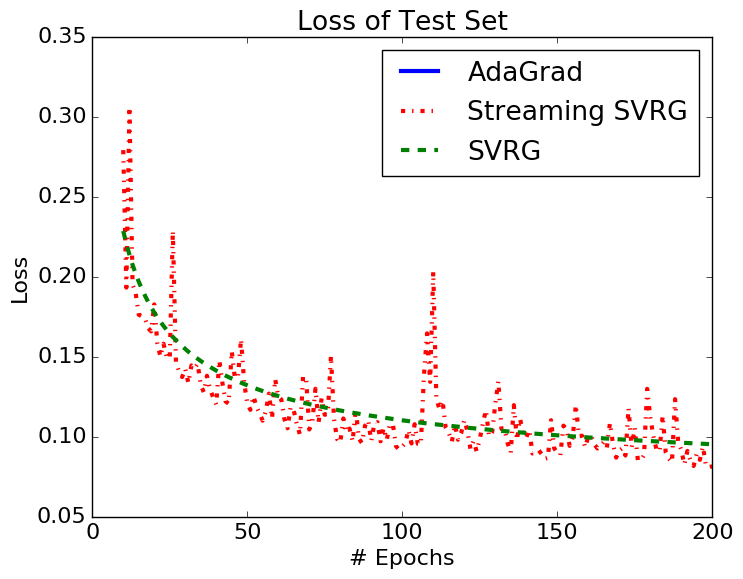 Loss of Test Set
0.35
0.30
0.25
0.20
0.15
0.10
0.05
Loss
AdaGrad
Streaming SVRG
SVRG
0 50 100 150 200
# Epochs